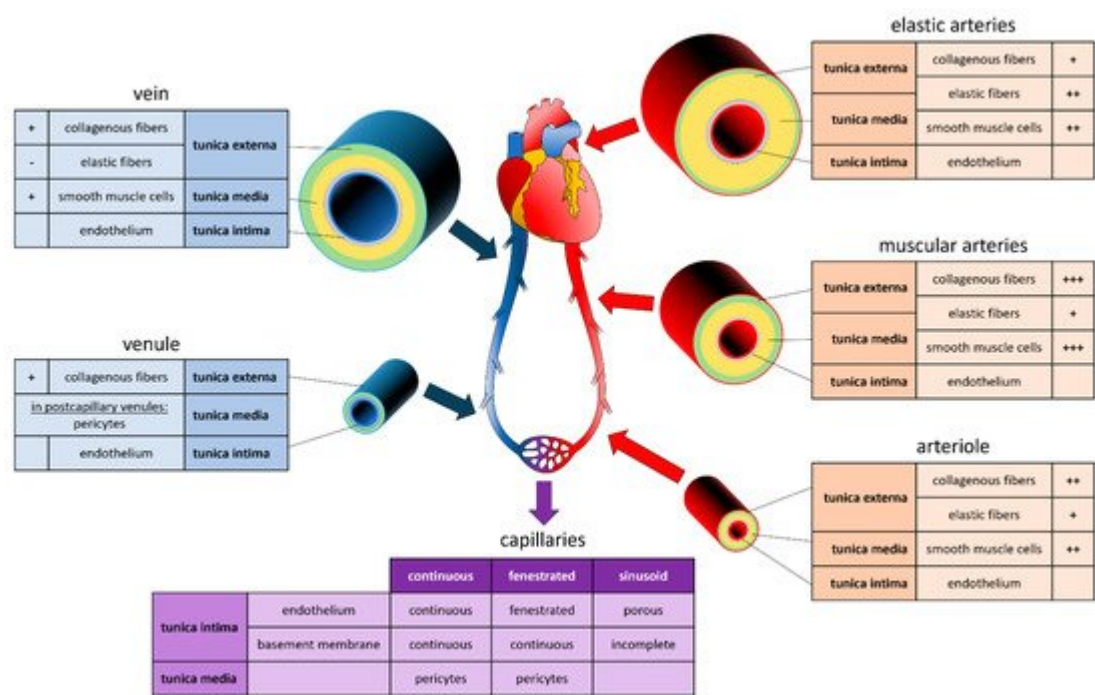 elastic arteries
tunica externa collagenous fibers +
elastic fibers ++
tunica media smooth muscle cells ++
tunica intima endothelium
vein
+ collagenous fibers tunica externa
- elastic fibers
+ smooth muscle cells tunica media
endothelium tunica intima
muscular arteries
tunica externa collagenous fibers +++
elastic fibers +
tunica media smooth muscle cells +++
tunica intima endothelium
venule
+ collagenous fibers tunica externa
in postcapillary venules: tunica media
pericytes
endothelium tunica intima
arteriole
tunica externa collagenous fibers ++
elastic fibers +
tunica media smooth muscle cells ++
tunica intima endothelium
capillaries
continuous fenestrated sinusoid
tunica intima endothelium continuous fenestrated porous
basement membrane continuous continuous incomplete
tunica media pericytes pericytes